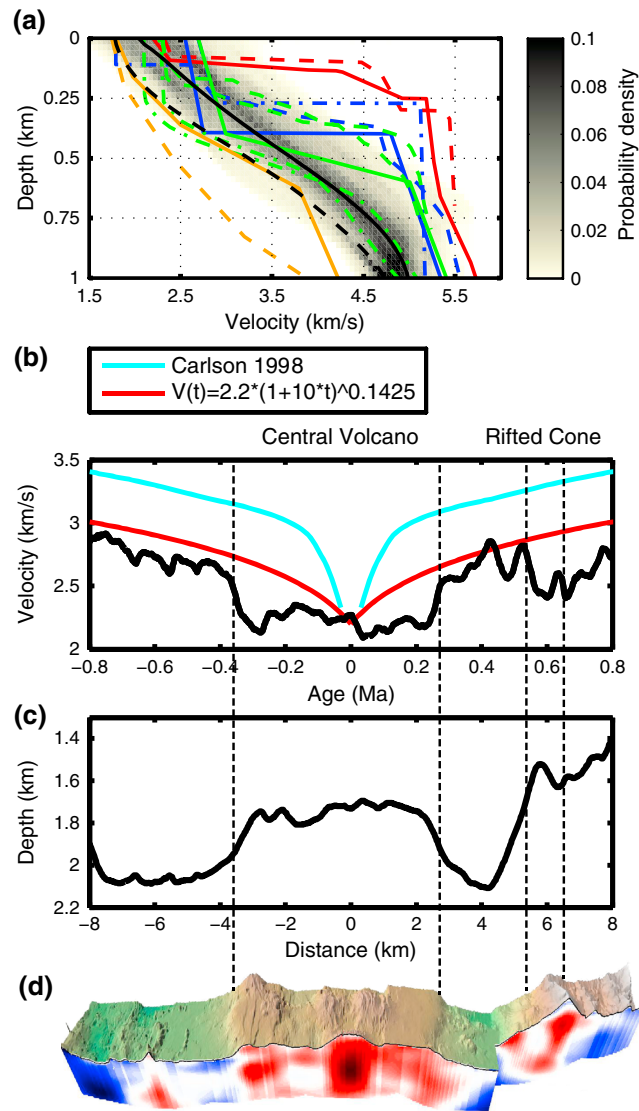 (a)
0
0.25
0.5
0.75
1
Depth (km)
1.5 2.5 3.5 4.5 5.5
Velocity (km/s)
0.1
0.08
0.06
0.04
0.02
0
Probability density
(b)
Carlson 1998
V(t)=2.2*(1+10*t)^0.1425
Central Volcano Rifted Cone
3.5
3
2.5
2
Velocity (km/s)
−0.8 −0.6 −0.4 −0.2 0 0.2 0.4 0.6 0.8
Age (Ma)
(c)
1.4
1.6
1.8
2
2.2
Depth (km)
−8 −6 −4 −2 0 2 4 6 8
Distance (km)
(d)